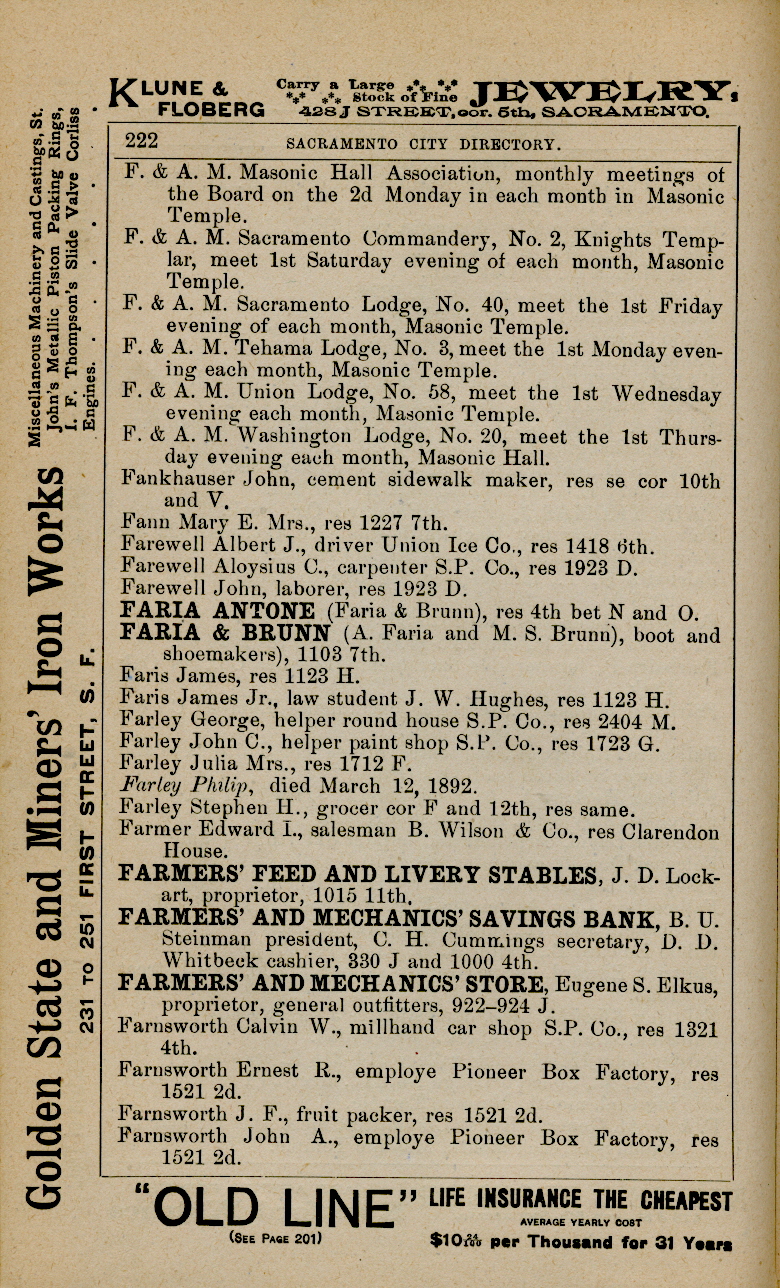 KLUNE & FLOBERG Carry a Large Stock of Fine JEWELRY,
428 J STREET, cor. 5th, SACRAMENTO.
222 SACRAMENTO CITY DIRECTORY.
F. & A. M. Masonic Hall Association, monthly meetings of
the Board on the 2d Monday in each month in Masonic
Temple.
F. & A. M. Sacramento Commandery, No. 2, Knights Temp-
lar, meet 1st Saturday evening of each month, Masonic
Temple.
F. & A. M. Sacramento Lodge, No. 40, meet the 1st Friday
evening of each month, Masonic Temple.
F. & A. M. Tehama Lodge, No. 3, meet the 1st Monday even-
ing each month, Masonic Temple.
F. & A. M. Union Lodge, No. 58, meet the 1st Wednesday
evening each month, Masonic Temple.
F. & A. M. Washington Lodge, No. 20, meet the 1st Thurs-
day evening each month, Masonic Hall.
Fankhauser John, cement sidewalk maker, res se cor 10th
and V.
Fann Mary E. Mrs., res 1227 7th.
Farewell Albert J., driver Union Ice Co., res 1418 6th.
Farewell Aloysius C., carpenter S.P. Co., res 1923 D.
Farewell John, laborer, res 1923 D.
FARIA ANTONE (Faria & Brunn), res 4th bet N and O.
FARIA & BRUNN (A. Faria and M. S. Brunn), boot and
shoemakers), 1103 7th.
Faris James, res 1123 H.
Faris James Jr., law student J. W. Hughes, res 1123 H.
Farley George, helper round house S.P. Co., res 2404 M.
Farley John C., helper paint shop S.P. Co., res 1723 G.
Farley Julia Mrs., res 1712 F.
Farley Philip, died March 12, 1892.
Farley Stephen H., grocer cor F and 12th, res same.
Farmer Edward I., salesman B. Wilson & Co., res Clarendon
House.
FARMERS' FEED AND LIVERY STABLES, J. D. Lock-
art, proprietor, 1015 11th.
FARMERS' AND MECHANICS' SAVINGS BANK, B. U.
Steinman president, C. H. Cummings secretary, D. D.
Whitbeck cashier, 330 J and 1000 4th.
FARMERS' AND MECHANICS' STORE, Eugene S. Elkus,
proprietor, general outfitters, 922–924 J.
Farnsworth Calvin W., millhand car shop S.P. Co., res 1321
4th.
Farnsworth Ernest R., employe Pioneer Box Factory, res
1521 2d.
Farnsworth J. F., fruit packer, res 1521 2d.
Farnsworth John A., employe Pioneer Box Factory, res
1521 2d.
"OLD LINE" LIFE INSURANCE THE CHEAPEST
AVERAGE YEARLY COST
(SEE PAGE 201) $10 24/100 per Thousand for 31 Years
Golden State and Miners' Iron Works
231 TO 251 FIRST STREET, S. F.
Miscellaneous Machinery and Castings, St.
John's Metallic Piston Packing Rings,
I. F. Thompson's Slide Valve Corliss
Engines.